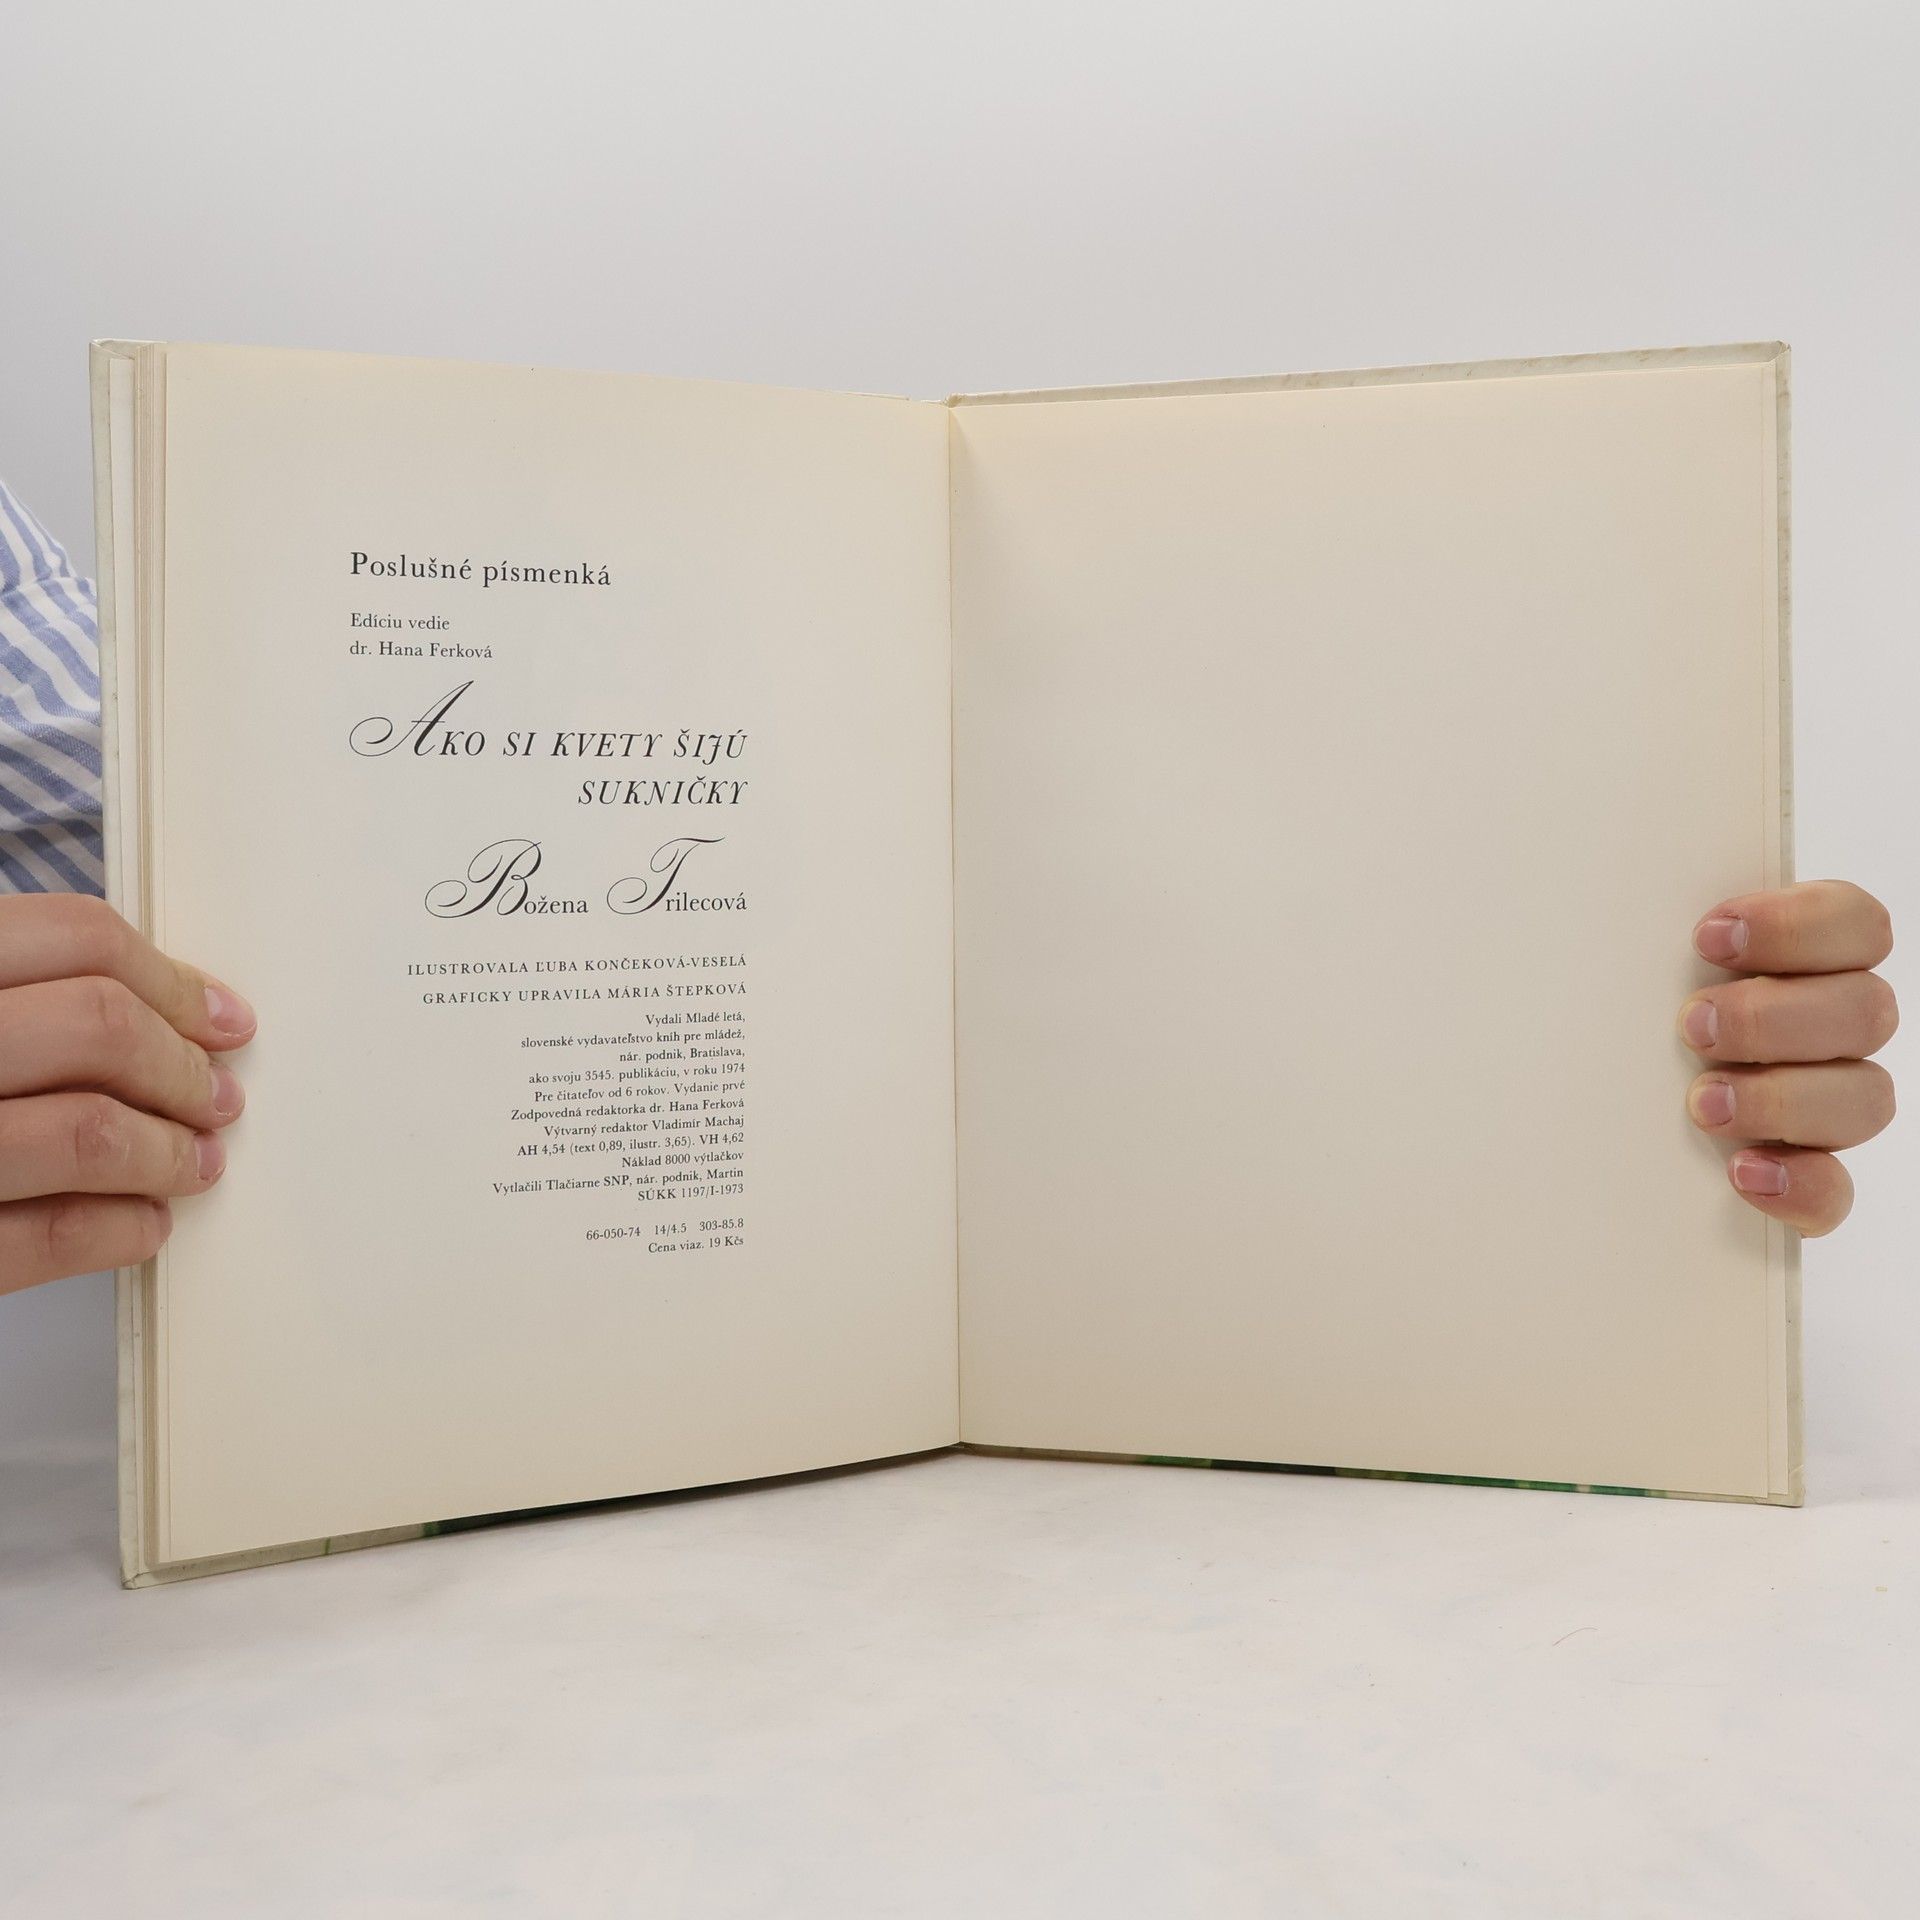 Poslušné písmenká
Edíciu vedie
dr. Hana Ferková
AKO SI KVETY ŠIJÚ
SUKNIČKY
Božena Trilecová
ILUSTROVALA ĽUBA KONČEKOVÁ-VESELÁ
GRAFICKY UPRAVILA MÁRIA ŠTEPKOVÁ
Vydali Mladé letá,
slovenské vydavateľstvo kníh pre mládež,
nár. podnik, Bratislava,
ako svoju 3545. publikáciu, v roku 1974
Pre čitateľov od 6 rokov. Vydanie prvé
Zodpovedná redaktorka dr. Hana Ferková
Výtvarný redaktor Vladimír Machaj
AH 4,54 (text 0,89, ilustr. 3,65). VH 4,62
Náklad 8000 výtlačkov
Vytlačili Tlačiarne SNP, nár. podnik, Martin
SÚKK 1197/I-1973
66-050-74 14/4.5 303-85.8
Cena viaz. 19 Kčs